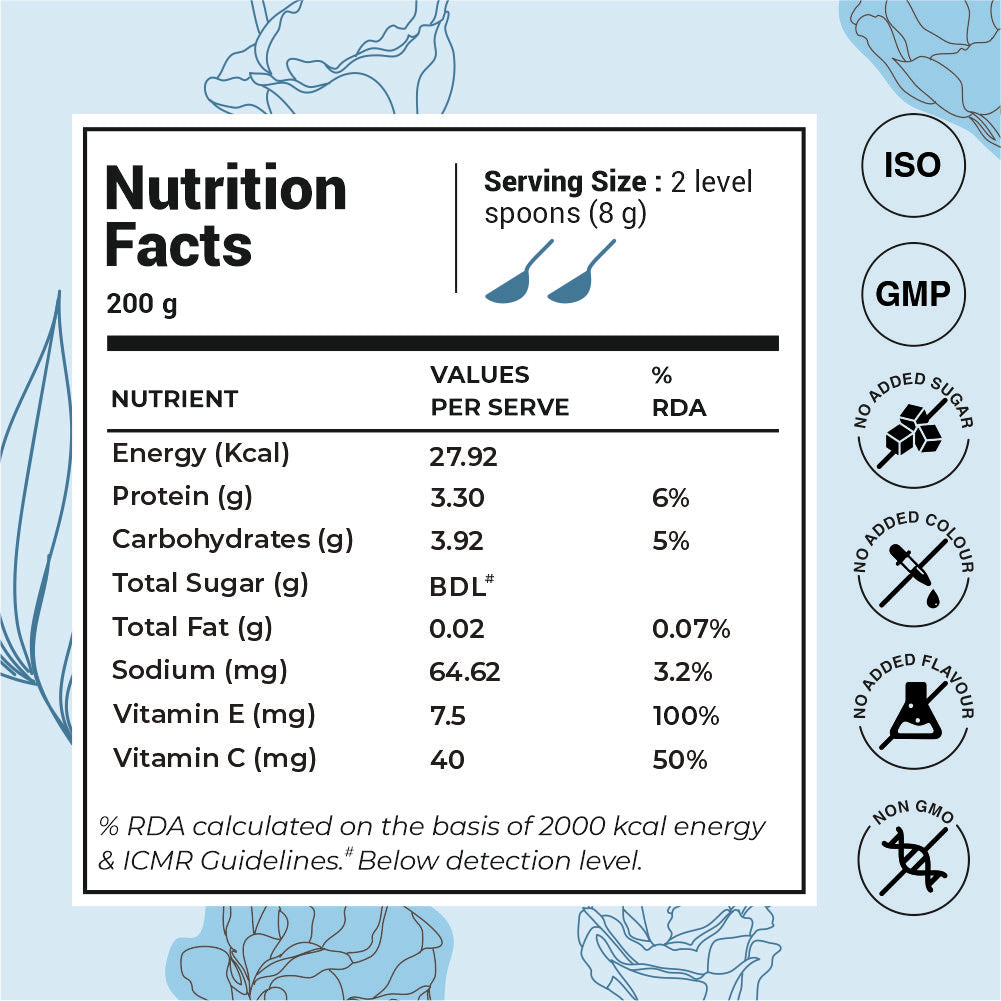 Nutrition
Facts
200 g
Serving Size : 2 level
spoons (8 g)
NUTRIENT
VALUES
PER SERVE
%
RDA
Energy (Kcal) 27.92
Protein (g) 3.30 6%
Carbohydrates (g) 3.92 5%
Total Sugar (g) BDL#
Total Fat (g) 0.02 0.07%
Sodium (mg) 64.62 3.2%
Vitamin E (mg) 7.5 100%
Vitamin C (mg) 40 50%
% RDA calculated on the basis of 2000 kcal energy
& ICMR Guidelines.# Below detection level.
ISO
GMP
NO ADDED SUGAR
NO ADDED COLOUR
NO ADDED FLAVOUR
NON GMO